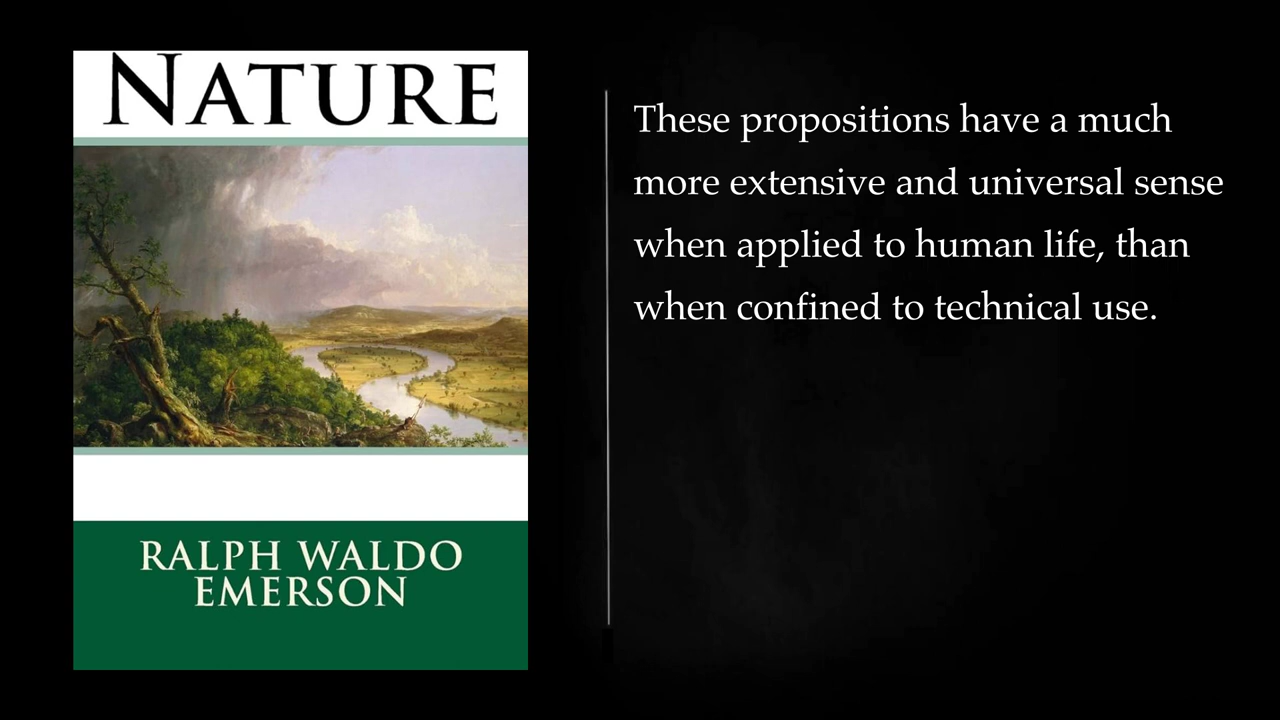 NATURE
RALPH WALDO
EMERSON
These propositions have a much
more extensive and universal sense
when applied to human life, than
when confined to technical use.